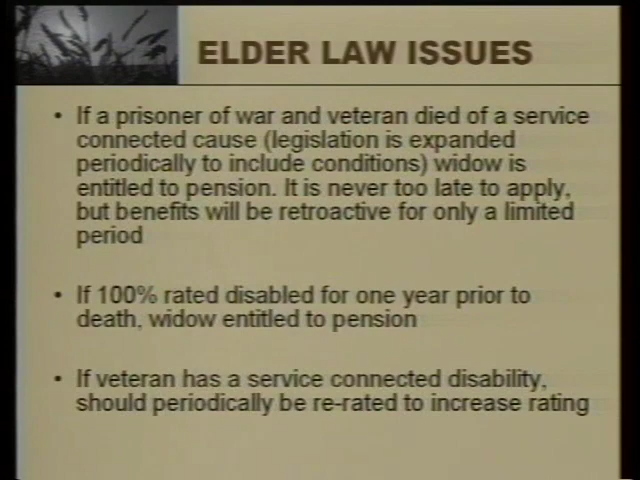 ELDER LAW ISSUES
• If a prisoner of war and veteran died of a service
connected cause (legislation is expanded
periodically to include conditions) widow is
entitled to pension. It is never too late to apply,
but benefits will be retroactive for only a limited
period
• If 100% rated disabled for one year prior to
death, widow entitled to pension
• If veteran has a service connected disability,
should periodically be re-rated to increase rating